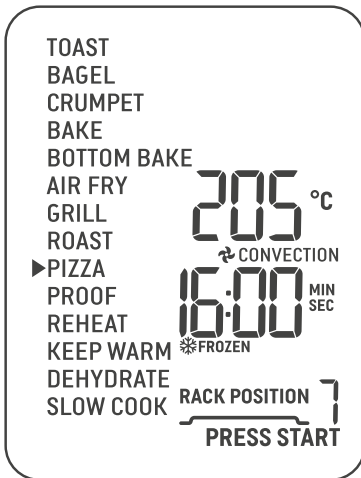 TOAST
BAGEL
CRUMPET
BAKE
BOTTOM BAKE
AIR FRY
GRILL
ROAST
PIZZA
PROOF
REHEAT
KEEP WARM
DEHYDRATE
SLOW COOK
205 °C
CONVECTION
16:00 MIN
SEC
FROZEN
RACK POSITION 7
PRESS START